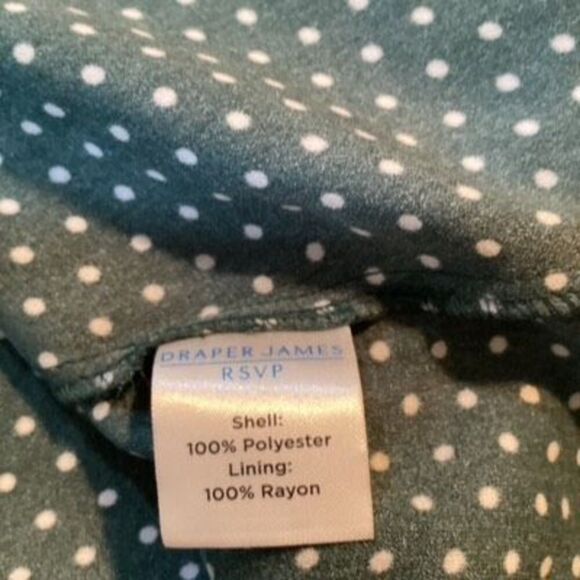 DRAPER JAMES
RSVP
Shell:
100% Polyester
Lining:
100% Rayon